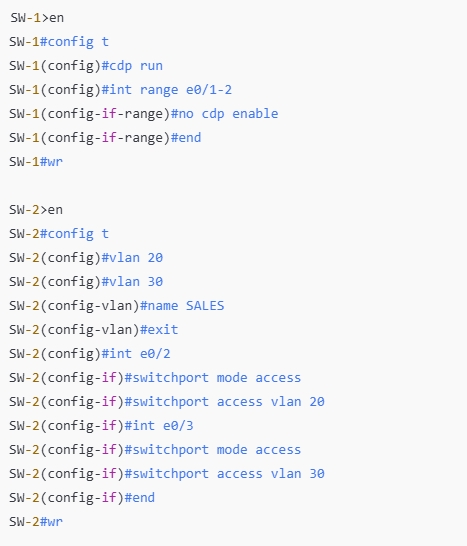 SW-1>en
SW-1#config t
SW-1(config)#cdp run
SW-1(config)#int range e0/1-2
SW-1(config-if-range)#no cdp enable
SW-1(config-if-range)#end
SW-1#wr
SW-2>en
SW-2#config t
SW-2(config)#vlan 20
SW-2(config)#vlan 30
SW-2(config-vlan)#name SALES
SW-2(config-vlan)#exit
SW-2(config)#int e0/2
SW-2(config-if)#switchport mode access
SW-2(config-if)#switchport access vlan 20
SW-2(config-if)#int e0/3
SW-2(config-if)#switchport mode access
SW-2(config-if)#switchport access vlan 30
SW-2(config-if)#end
SW-2#wr